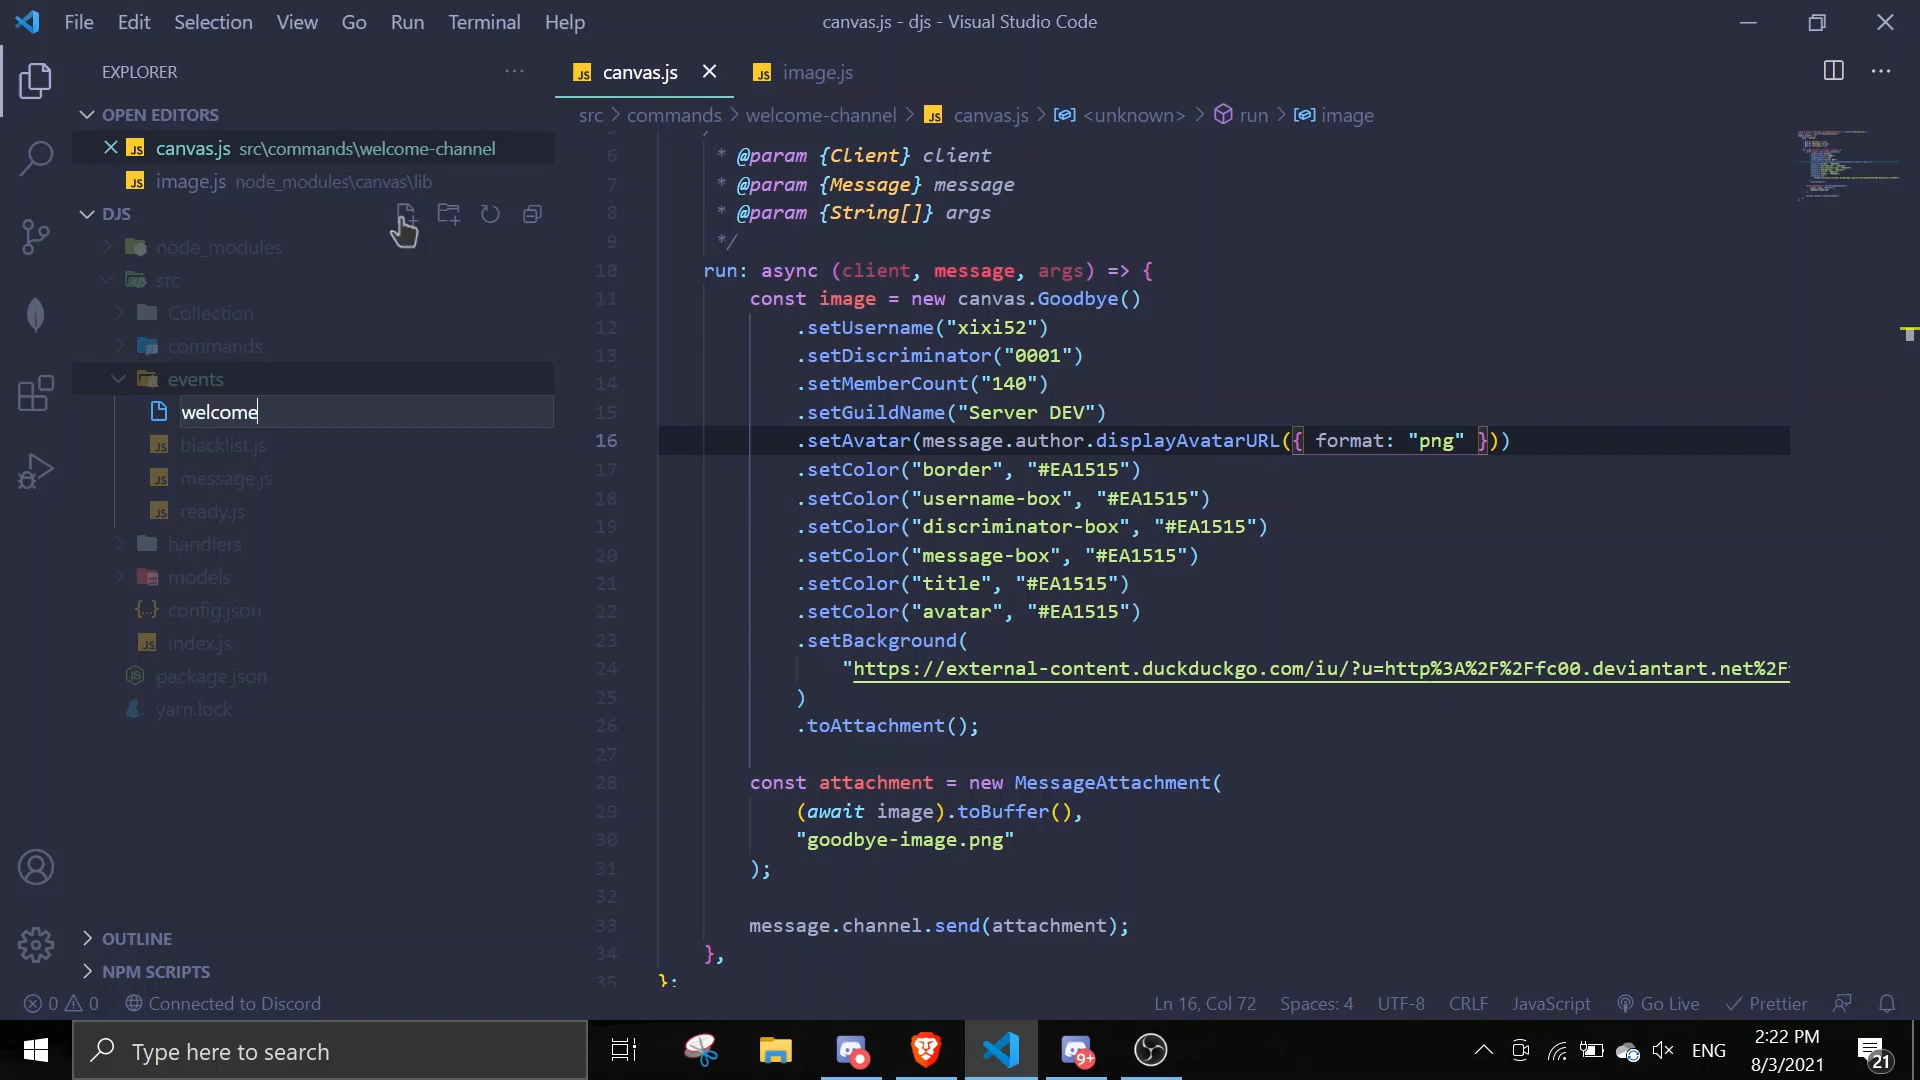 File Edit Selection View Go Run Terminal Help
canvas.js - djs - Visual Studio Code
EXPLORER
OPEN EDITORS
canvas.js src\commands\welcome-channel
image.js node_modules\canvas\lib
DJS
node_modules
src
Collection
commands
events
welcome
blacklist.js
message.js
ready.js
handlers
models
config.json
index.js
package.json
yarn.lock
OUTLINE
NPM SCRIPTS
canvas.js
image.js
src > commands > welcome-channel > canvas.js > <unknown> > run > image
6 * @param {Client} client
7 * @param {Message} message
8 * @param {String[]} args
9 */
10 run: async (client, message, args) => {
11 const image = new canvas.Goodbye()
12 .setUsername("xixi52")
13 .setDiscriminator("0001")
14 .setMemberCount("140")
15 .setGuildName("Server DEV")
16 .setAvatar(message.author.displayAvatarURL({ format: "png" }))
17 .setColor("border", "#EA1515")
18 .setColor("username-box", "#EA1515")
19 .setColor("discriminator-box", "#EA1515")
20 .setColor("message-box", "#EA1515")
21 .setColor("title", "#EA1515")
22 .setColor("avatar", "#EA1515")
23 .setBackground(
24 "https://external-content.duckduckgo.com/iu/?u=http%3A%2F%2Ffc00.deviantart.net%2F
25 )
26 .toAttachment();
27
28 const attachment = new MessageAttachment(
29 (await image).toBuffer(),
30 "goodbye-image.png"
31 );
32
33 message.channel.send(attachment);
34 },
35 };
0 0 Connected to Discord
Ln 16, Col 72 Spaces: 4 UTF-8 CRLF JavaScript Go Live Prettier
Type here to search
9+
ENG
2:22 PM
8/3/2021
21